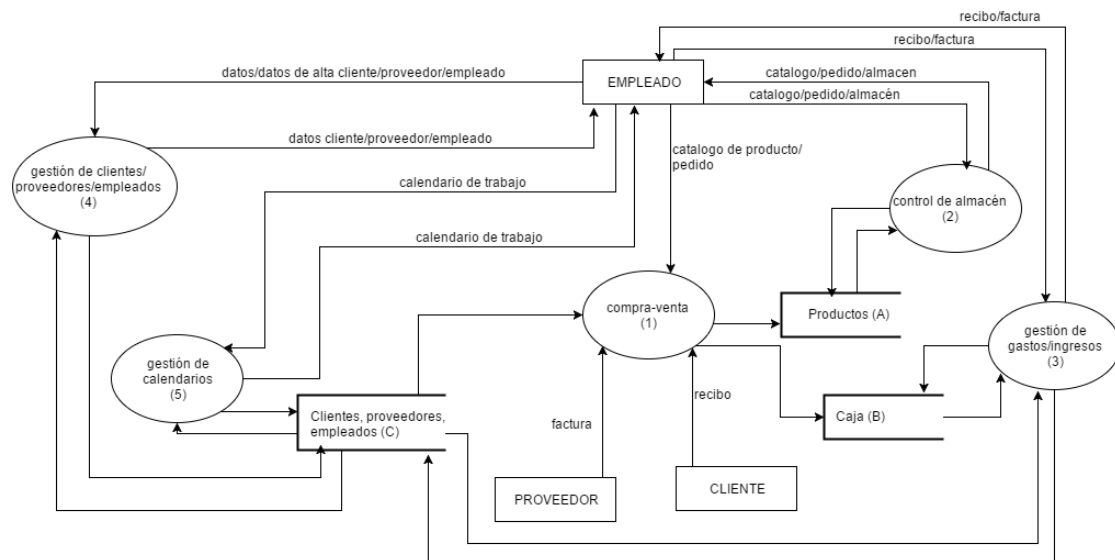 recibo/factura
recibo/factura
datos/datos de alta cliente/proveedor/empleado
EMPLEADO
catalogo/pedido/almacen
catalogo/pedido/almacén
datos cliente/proveedor/empleado
catalogo de producto/
pedido
gestión de clientes/
proveedores/empleados
(4)
calendario de trabajo
control de almacén
(2)
calendario de trabajo
compra-venta
(1)
Productos (A)
gestión de
gastos/ingresos
(3)
gestión de
calendarios
(5)
recibo
Clientes, proveedores,
empleados (C)
factura
Caja (B)
PROVEEDOR
CLIENTE